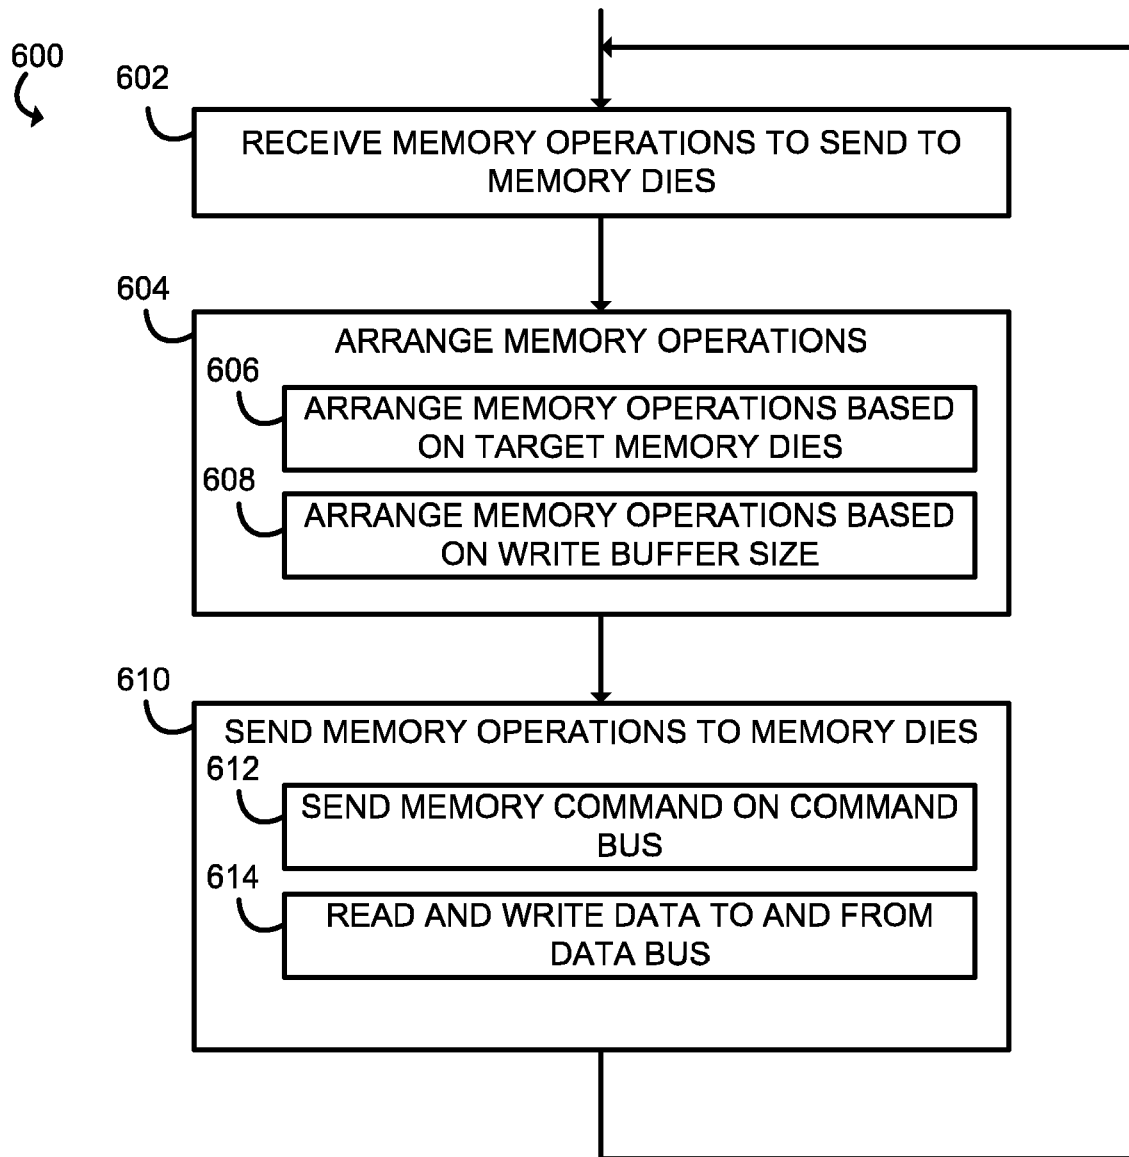 600
602
RECEIVE MEMORY OPERATIONS TO SEND TO
MEMORY DIES
604
ARRANGE MEMORY OPERATIONS
606
ARRANGE MEMORY OPERATIONS BASED
ON TARGET MEMORY DIES
608
ARRANGE MEMORY OPERATIONS BASED
ON WRITE BUFFER SIZE
610
SEND MEMORY OPERATIONS TO MEMORY DIES
612
SEND MEMORY COMMAND ON COMMAND
BUS
614
READ AND WRITE DATA TO AND FROM
DATA BUS